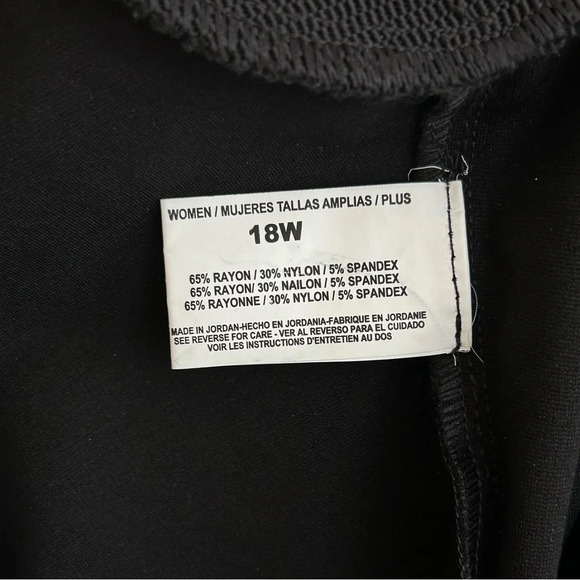 WOMEN / MUJERES TALLAS AMPLIAS / PLUS
18W
65% RAYON / 30% NYLON / 5% SPANDEX
65% RAYON/ 30% NAILON / 5% SPANDEX
65% RAYONNE / 30% NYLON / 5% SPANDEX
MADE IN JORDAN-HECHO EN JORDANIA-FABRIQUE EN JORDANIE
SEE REVERSE FOR CARE - VER AL REVERSO PARA EL CUIDADO
VOIR LES INSTRUCTIONS D'ENTRETIEN AU DOS